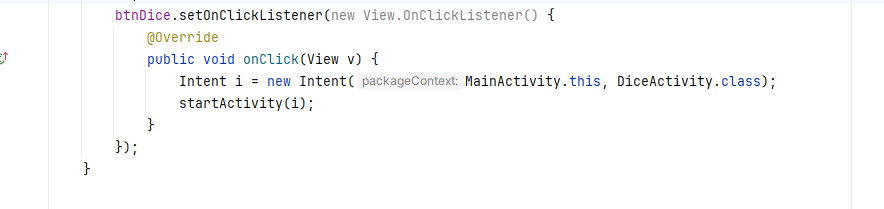 btnDice.setOnClickListener(new View.OnClickListener() {
@Override
public void onClick(View v) {
Intent i = new Intent( packageContext: MainActivity.this, DiceActivity.class);
startActivity(i);
}
});
}